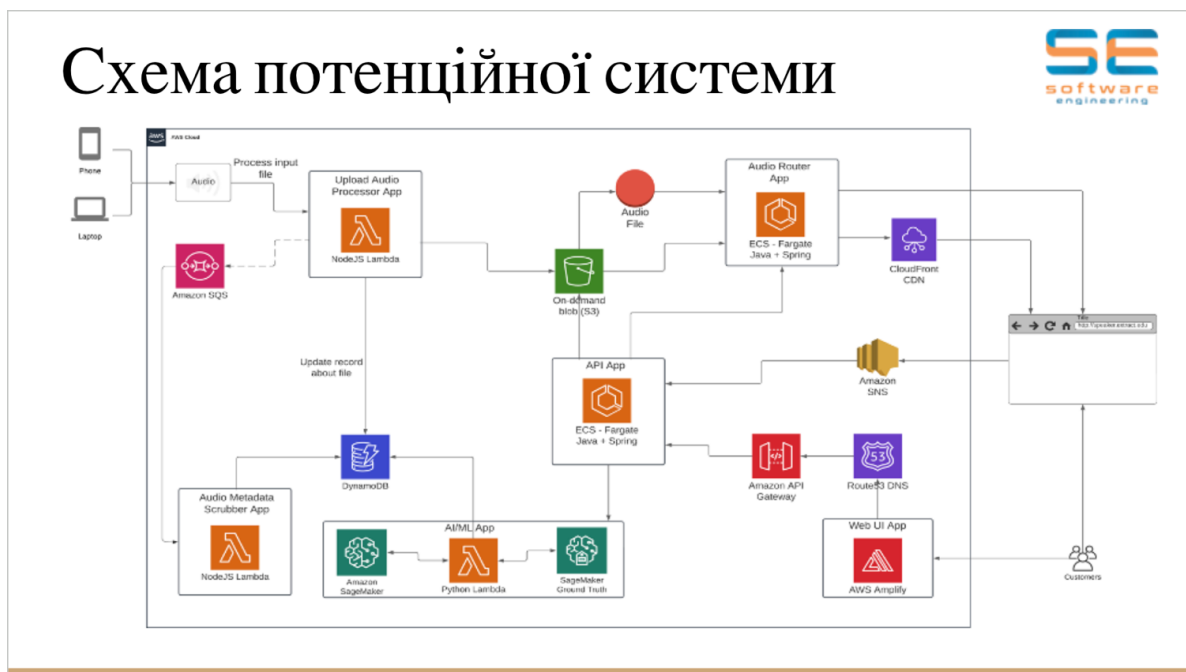 Схема потенційної системи
SE
software
engineering
aws
AWS Cloud
Phone
Laptop
Audio
Process input
file
Upload Audio
Processor App
NodeJS Lambda
Amazon SQS
Audio
File
Audio Router
App
ECS - Fargate
Java + Spring
CloudFront
CDN
On-demand
blob (S3)
Title
Update record
about file
API App
ECS - Fargate
Java + Spring
Amazon
SNS
DynamoDB
Amazon API
Gateway
53
Route53 DNS
Audio Metadata
Scrubber App
NodeJS Lambda
AI/ML App
Amazon
SageMaker
Python Lambda
SageMaker
Ground Truth
Web UI App
AWS Amplify
Customers